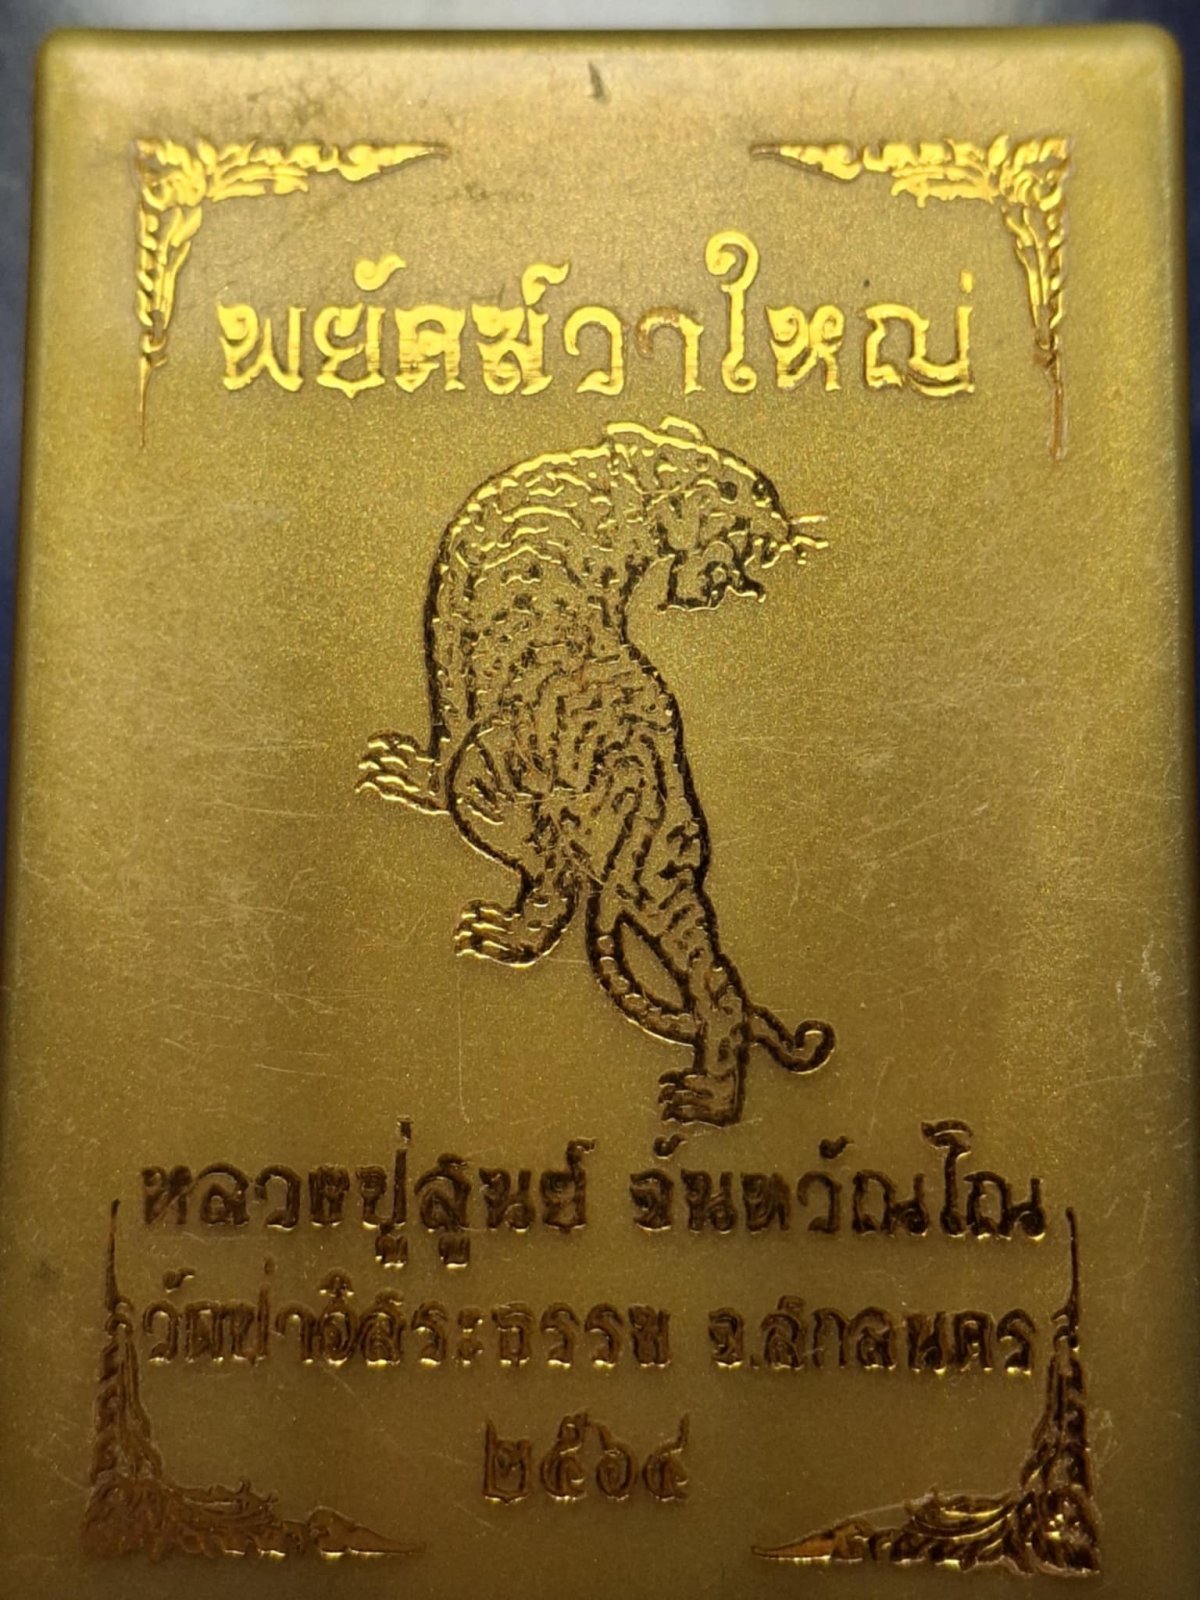 พยัคฆ์วาใหญ่
หลวงปู่สูนย์ จันทวัณโณ
วัดป่าอิสระธรรม จ.สกลนคร
๒๕๖๔